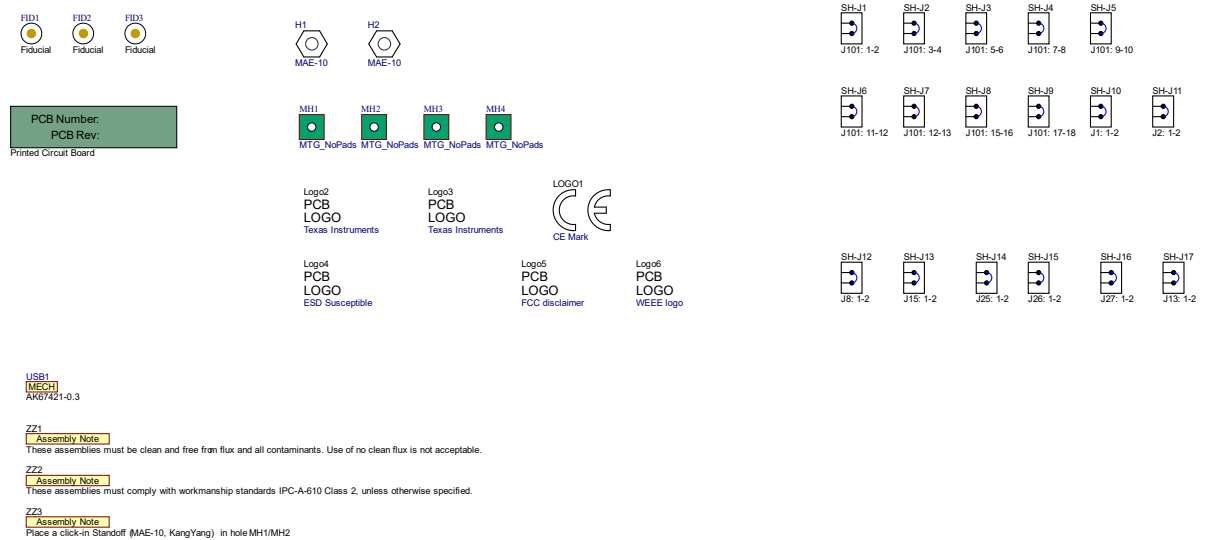 FID1 FID2 FID3
Fiducial Fiducial Fiducial
H1 H2
MAE-10 MAE-10
SH-J1 SH-J2 SH-J3 SH-J4 SH-J5
J101: 1-2 J101: 3-4 J101: 5-6 J101: 7-8 J101: 9-10
PCB Number:
PCB Rev:
Printed Circuit Board
MH1 MH2 MH3 MH4
MTG_NoPads MTG_NoPads MTG_NoPads MTG_NoPads
SH-J6 SH-J7 SH-J8 SH-J9 SH-J10 SH-J11
J101: 11-12 J101: 12-13 J101: 15-16 J101: 17-18 J1: 1-2 J2: 1-2
Logo2
PCB
LOGO
Texas Instruments
Logo3
PCB
LOGO
Texas Instruments
LOGO1
CE
CE Mark
Logo4
PCB
LOGO
ESD Susceptible
Logo5
PCB
LOGO
FCC disclaimer
Logo6
PCB
LOGO
WEEE logo
SH-J12 SH-J13 SH-J14 SH-J15 SH-J16 SH-J17
J8: 1-2 J15: 1-2 J25: 1-2 J26: 1-2 J27: 1-2 J13: 1-2
USB1
MECH
AK67421-0.3
ZZ1
Assembly Note
These assemblies must be clean and free from flux and all contaminants. Use of no clean flux is not acceptable.
ZZ2
Assembly Note
These assemblies must comply with workmanship standards IPC-A-610 Class 2, unless otherwise specified.
ZZ3
Assembly Note
Place a click-in Standoff (MAE-10, KangYang) in hole MH1/MH2